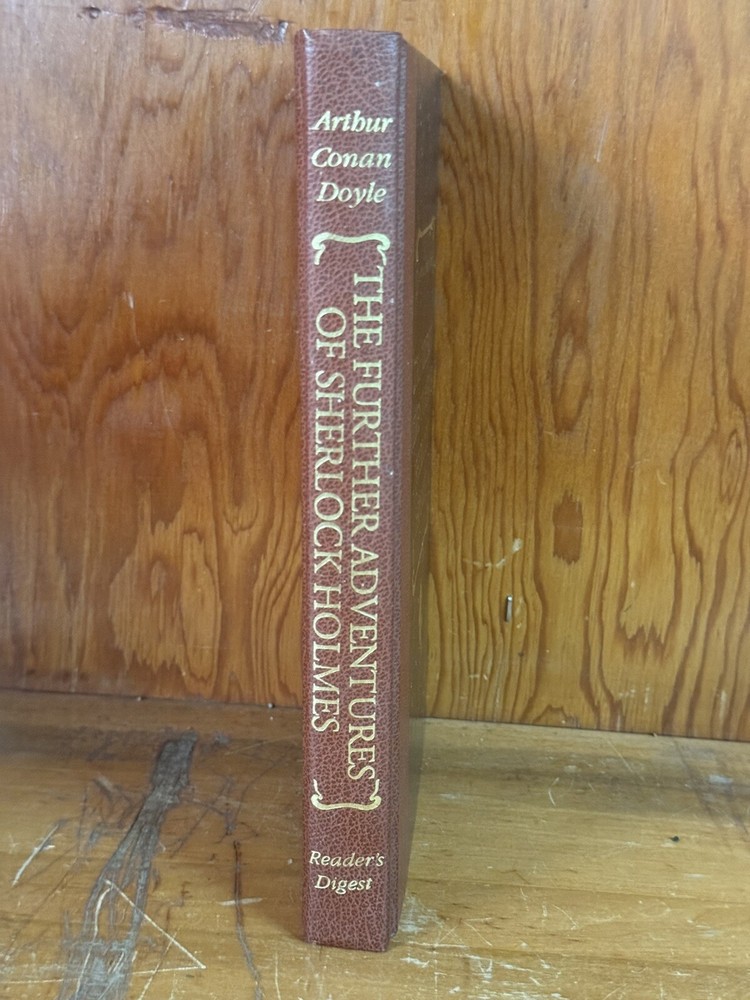 Arthur
Conan
Doyle
THE FURTHER ADVENTURES
OF SHERLOCK HOLMES
Reader's
Digest